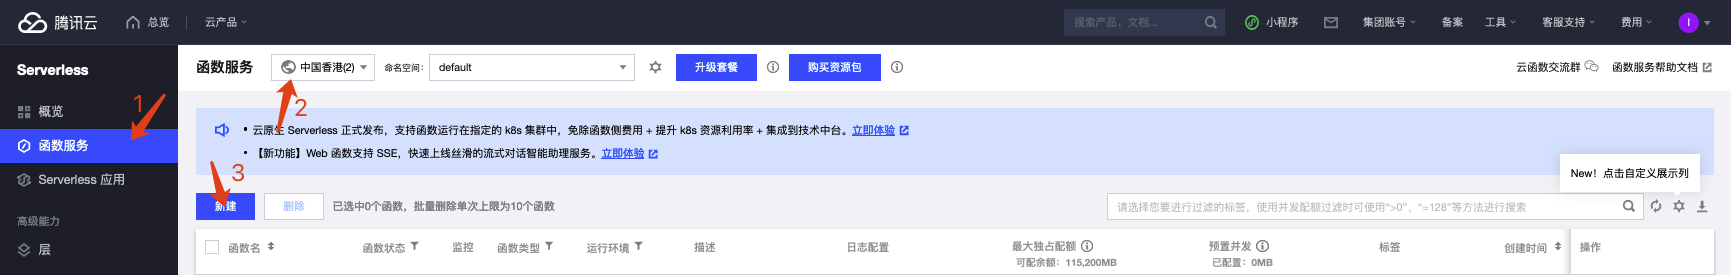 腾讯云 总览 云产品 搜索产品、文档... 小程序 集团账号 备案 工具 客服支持 费用 I
Serverless
概览
函数服务
Serverless 应用
高级能力
层
函数服务 中国香港(2) 命名空间: default 升级套餐 购买资源包 云函数交流群 函数服务帮助文档
1
2
3
• 云原生 Serverless 正式发布，支持函数运行在指定的 k8s 集群中，免除函数侧费用 + 提升 k8s 资源利用率 + 集成到技术中台。立即体验
• 【新功能】Web 函数支持 SSE，快速上线丝滑的流式对话智能助理服务。立即体验
New！点击自定义展示列
新建 删除 已选中0个函数，批量删除单次上限为10个函数 请选择您要进行过滤的标签，使用并发配额过滤时可使用“>0”、“=128”等方法进行搜索
函数名 函数状态 监控 函数类型 运行环境 描述 日志配置 最大独占配额 预置并发 标签 创建时间 操作
可配余额：115,200MB 已配置：0MB